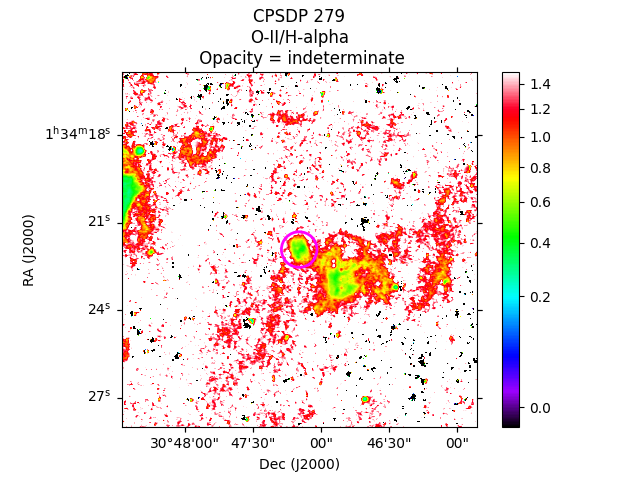 CPSDP 279
O-II/H-alpha
Opacity = indeterminate
1ʰ34ᵐ18ˢ
21ˢ
24ˢ
27ˢ
RA (J2000)
30°48'00"
47'30"
00"
46'30"
00"
Dec (J2000)
1.4
1.2
1.0
0.8
0.6
0.4
0.2
0.0